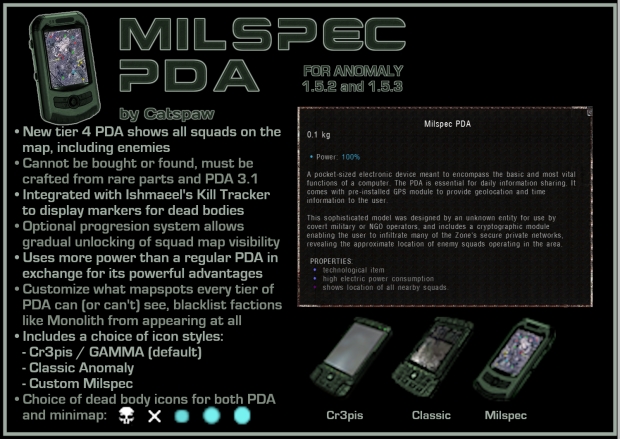 MILSPEC
PDA
by Catspaw
FOR ANOMALY
1.5.2 and 1.5.3
• New tier 4 PDA shows all squads on the
map, including enemies
• Cannot be bought or found, must be
crafted from rare parts and PDA 3.1
• Integrated with Ishmaeel's Kill Tracker
to display markers for dead bodies
• Optional progresion system allows
gradual unlocking of squad map visibility
• Uses more power than a regular PDA in
exchange for its powerful advantages
• Customize what mapspots every tier of
PDA can (or can't) see, blacklist factions
like Monolith from appearing at all
• Includes a choice of icon styles:
- Cr3pis / GAMMA (default)
- Classic Anomaly
- Custom Milspec
• Choice of dead body icons for both PDA
and minimap:
Milspec PDA
0.1 kg
• Power: 100%
A pocket-sized electronic device meant to encompass the basic and most vital
functions of a computer. The PDA is essential for daily information sharing. It
comes with pre-installed GPS module to provide geolocation and time
information to the user.
This sophisticated model was designed by an unknown entity for use by
covert military or NGO operators, and includes a cryptographic module
enabling the user to infiltrate many of the Zone's secure private networks,
revealing the approximate location of enemy squads operating in the area.
PROPERTIES:
• technological item
• high electric power consumption
• shows location of all nearby squads
Cr3pis
Classic
Milspec